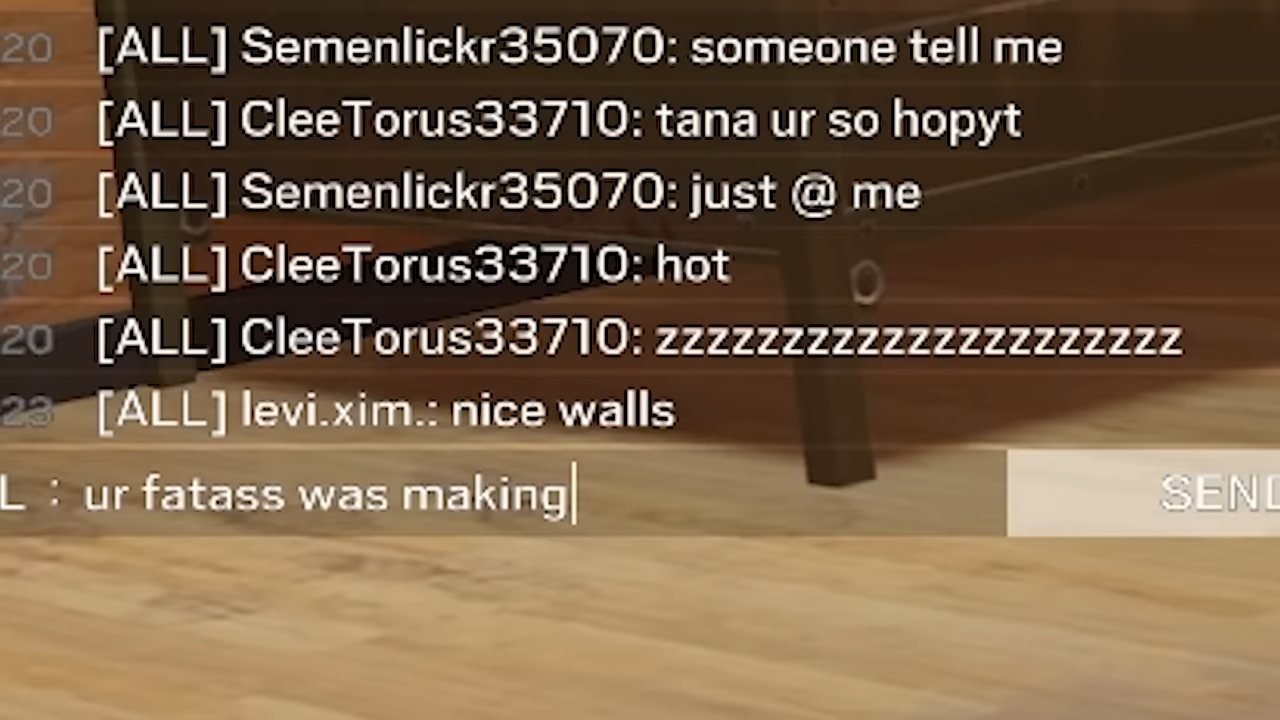 20 [ALL] Semenlickr35070: someone tell me
20 [ALL] CleeTorus33710: tana ur so hopyt
20 [ALL] Semenlickr35070: just @ me
20 [ALL] CleeTorus33710: hot
20 [ALL] CleeTorus33710: zzzzzzzzzzzzzzzzzzzzz
23 [ALL] levi.xim.: nice walls
L : ur fatass was making
SEND